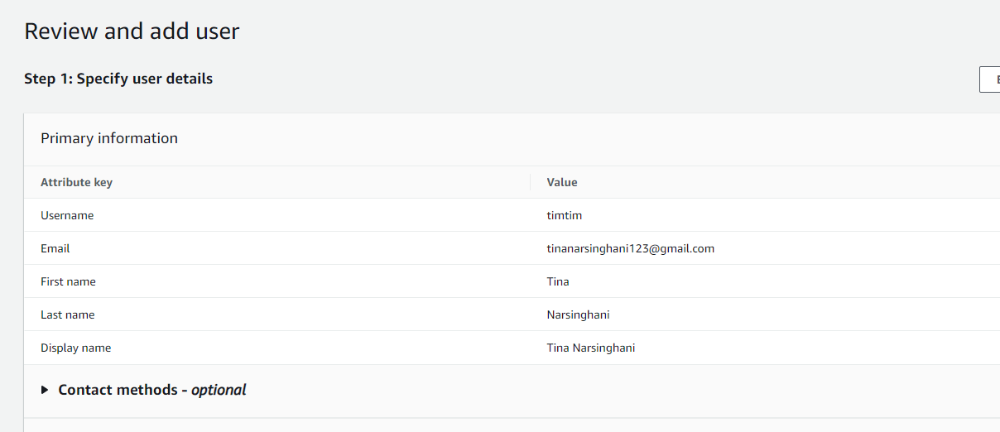 Review and add user
Step 1: Specify user details
Primary information
Attribute key Value
Username timtim
Email tinanarsinghani123@gmail.com
First name Tina
Last name Narsinghani
Display name Tina Narsinghani
Contact methods - optional